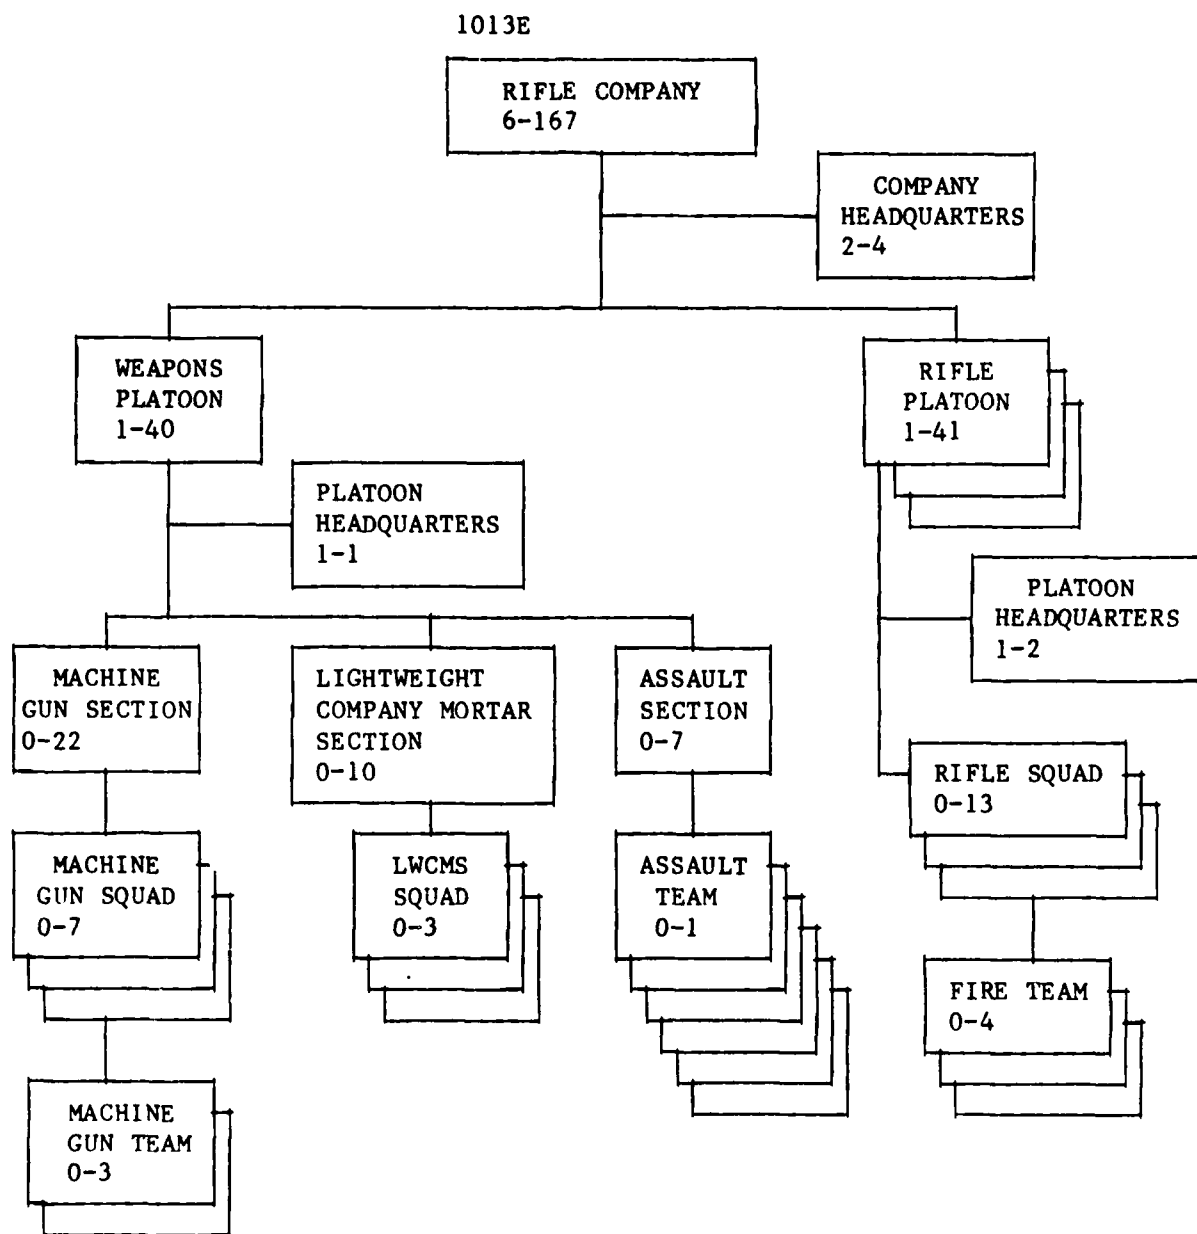 1013E
RIFLE COMPANY
6-167
COMPANY
HEADQUARTERS
2-4
WEAPONS
PLATOON
1-40
RIFLE
PLATOON
1-41
PLATOON
HEADQUARTERS
1-1
PLATOON
HEADQUARTERS
1-2
MACHINE
GUN SECTION
0-22
LIGHTWEIGHT
COMPANY MORTAR
SECTION
0-10
ASSAULT
SECTION
0-7
RIFLE SQUAD
0-13
MACHINE
GUN SQUAD
0-7
LWCMS
SQUAD
0-3
ASSAULT
TEAM
0-1
FIRE TEAM
0-4
MACHINE
GUN TEAM
0-3